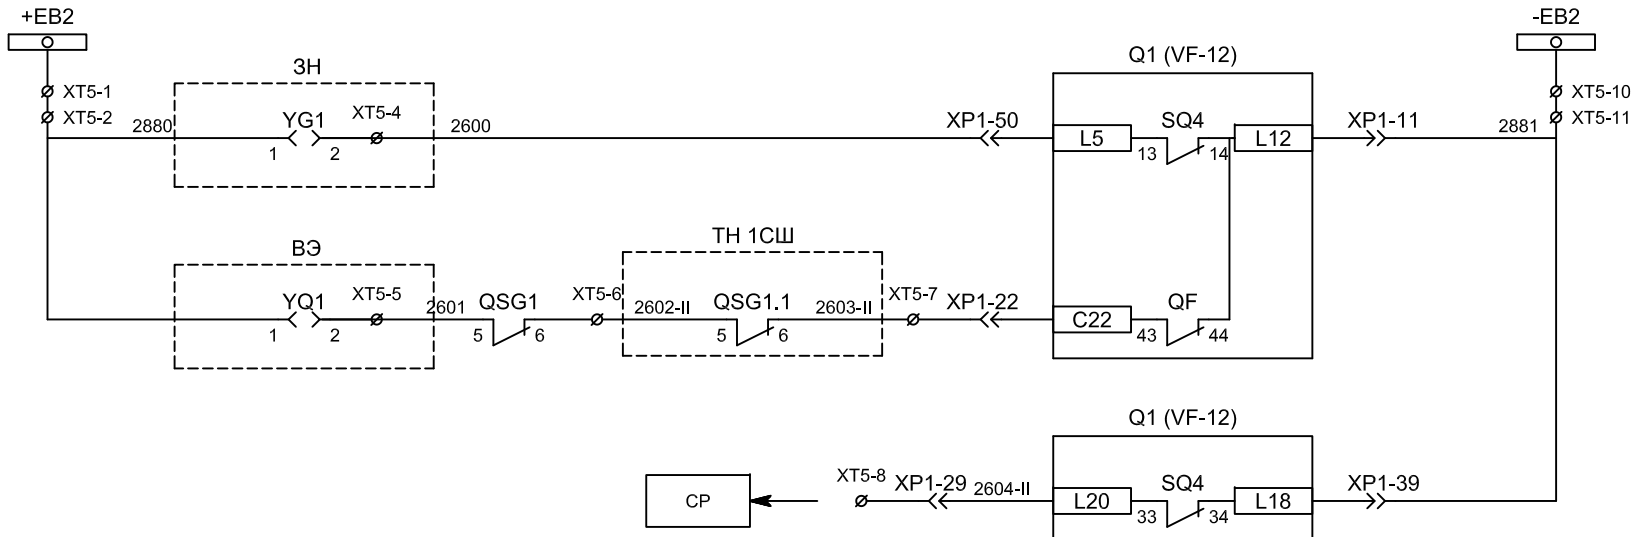 +EB2
-EB2
XT5-1
XT5-2
ЗН
2880
YG1
1
2
XT5-4
2600
XP1-50
Q1 (VF-12)
L5
13
SQ4
14
L12
XP1-11
2881
XT5-10
XT5-11
ВЭ
YQ1
1
2
XT5-5
2601
QSG1
5
6
XT5-6
ТН 1СШ
2602-II
QSG1.1
5
6
2603-II
XT5-7
XP1-22
C22
43
QF
44
Q1 (VF-12)
СР
XT5-8
XP1-29
2604-II
L20
33
SQ4
34
L18
XP1-39